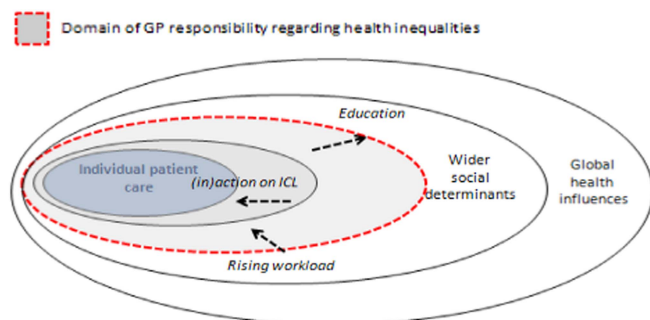 Domain of GP responsibility regarding health inequalities
Education
Individual patient
care
(in)action on ICL
Wider
social
determinants
Global
health
influences
Rising workload